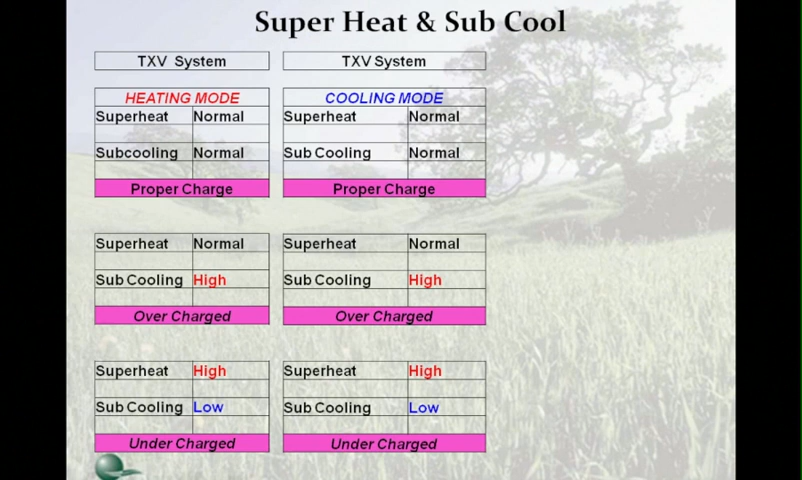 Super Heat & Sub Cool
TXV System
TXV System
HEATING MODE
Superheat Normal
Subcooling Normal
Proper Charge
COOLING MODE
Superheat Normal
Sub Cooling Normal
Proper Charge
Superheat Normal
Sub Cooling High
Over Charged
Superheat Normal
Sub Cooling High
Over Charged
Superheat High
Sub Cooling Low
Under Charged
Superheat High
Sub Cooling Low
Under Charged